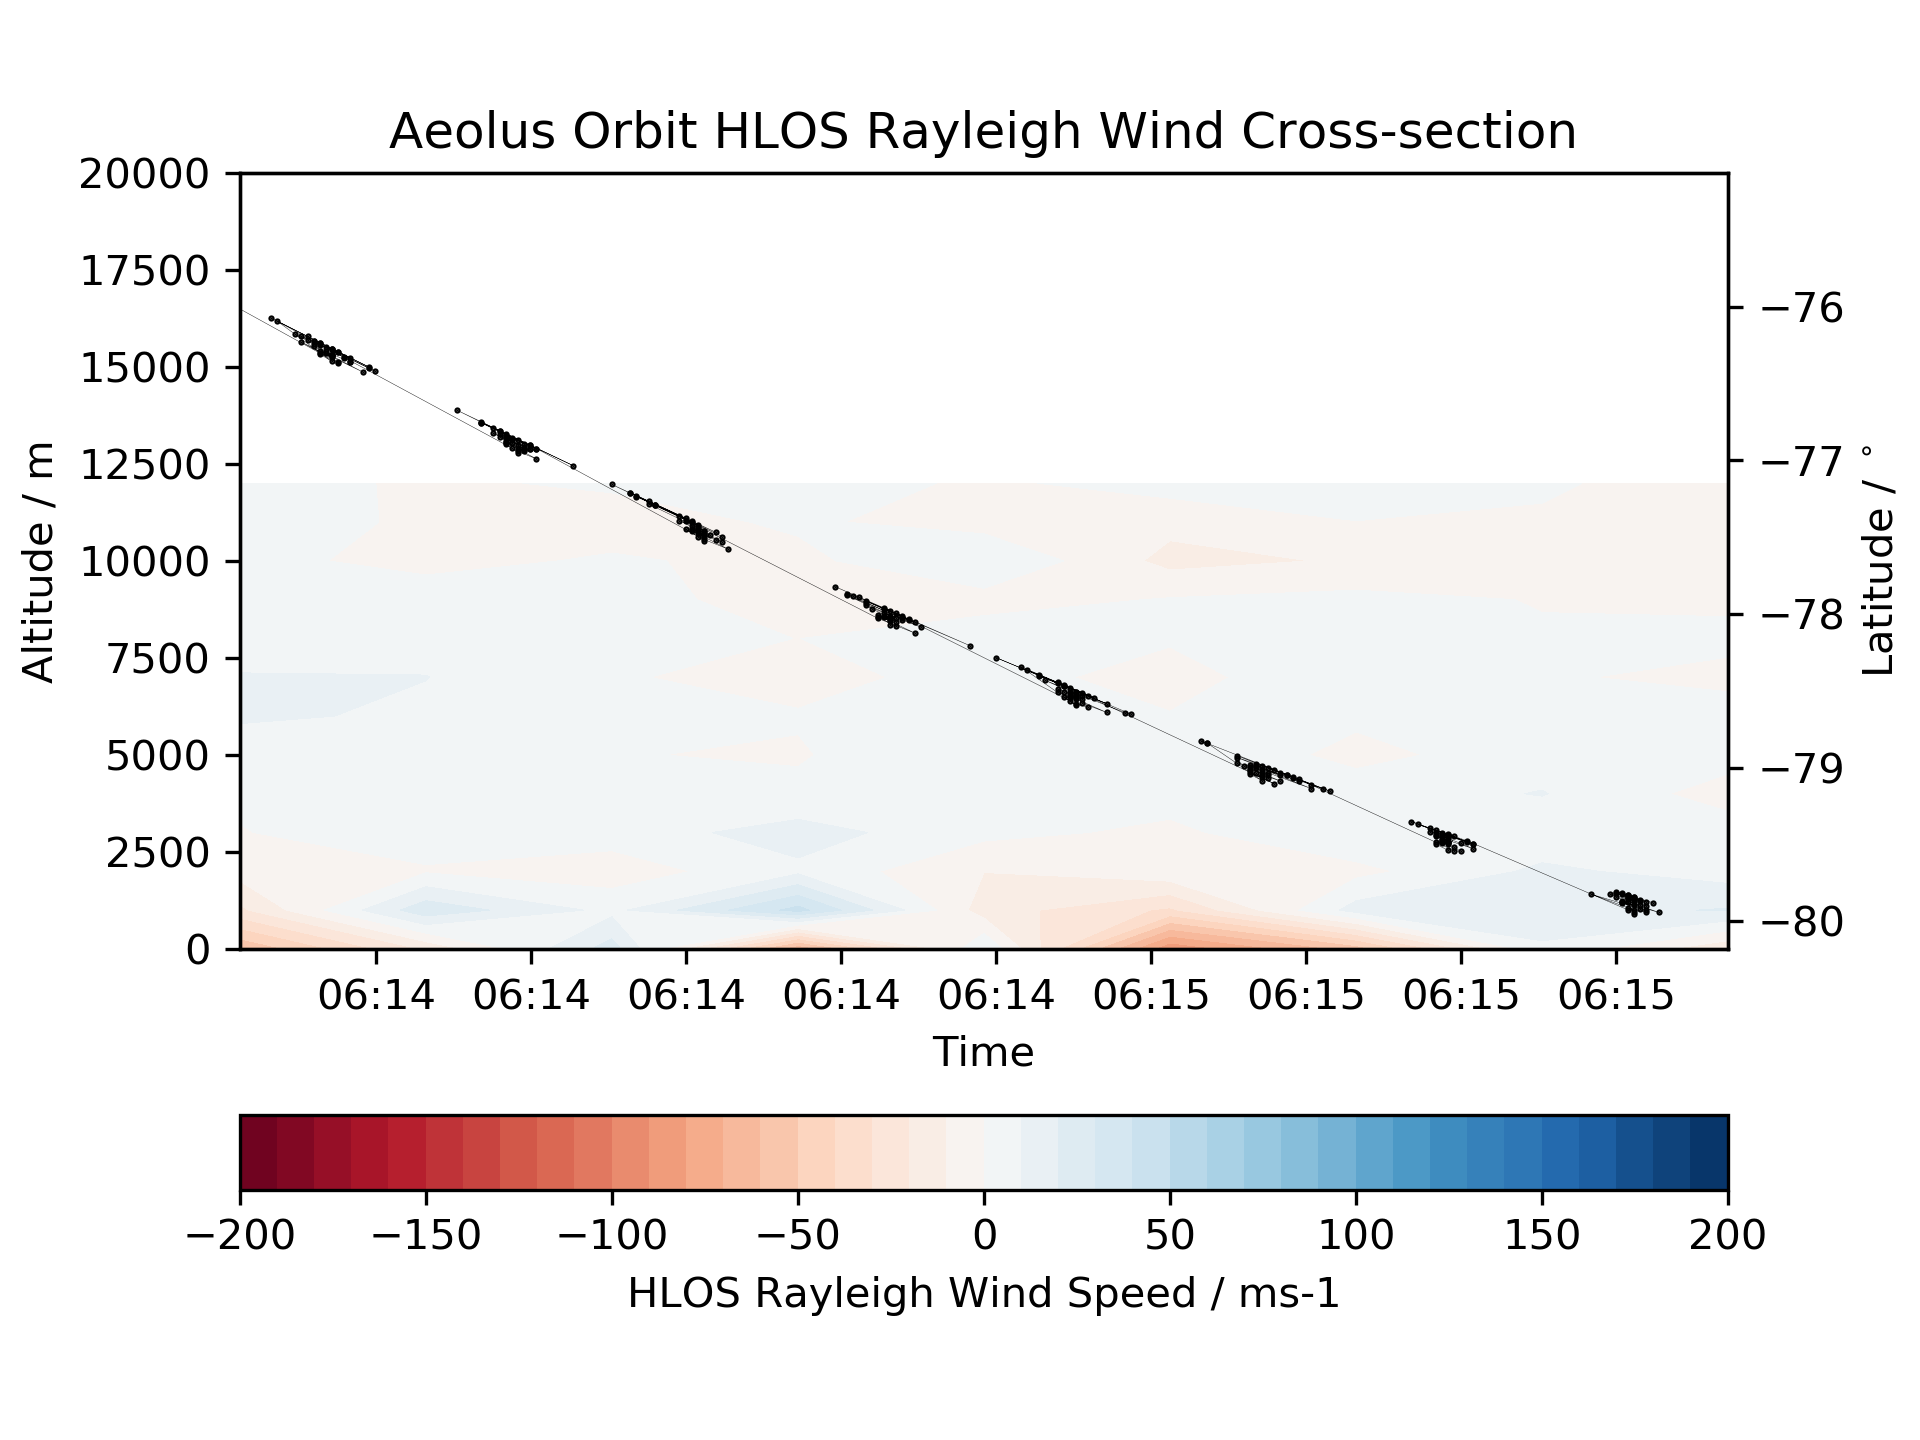 Aeolus Orbit HLOS Rayleigh Wind Cross-section
20000
17500
15000
12500
10000
7500
5000
2500
0
Altitude / m
−76
−77
−78
−79
−80
Latitude / °
06:14 06:14 06:14 06:14 06:14 06:15 06:15 06:15 06:15
Time
−200 −150 −100 −50 0 50 100 150 200
HLOS Rayleigh Wind Speed / ms-1